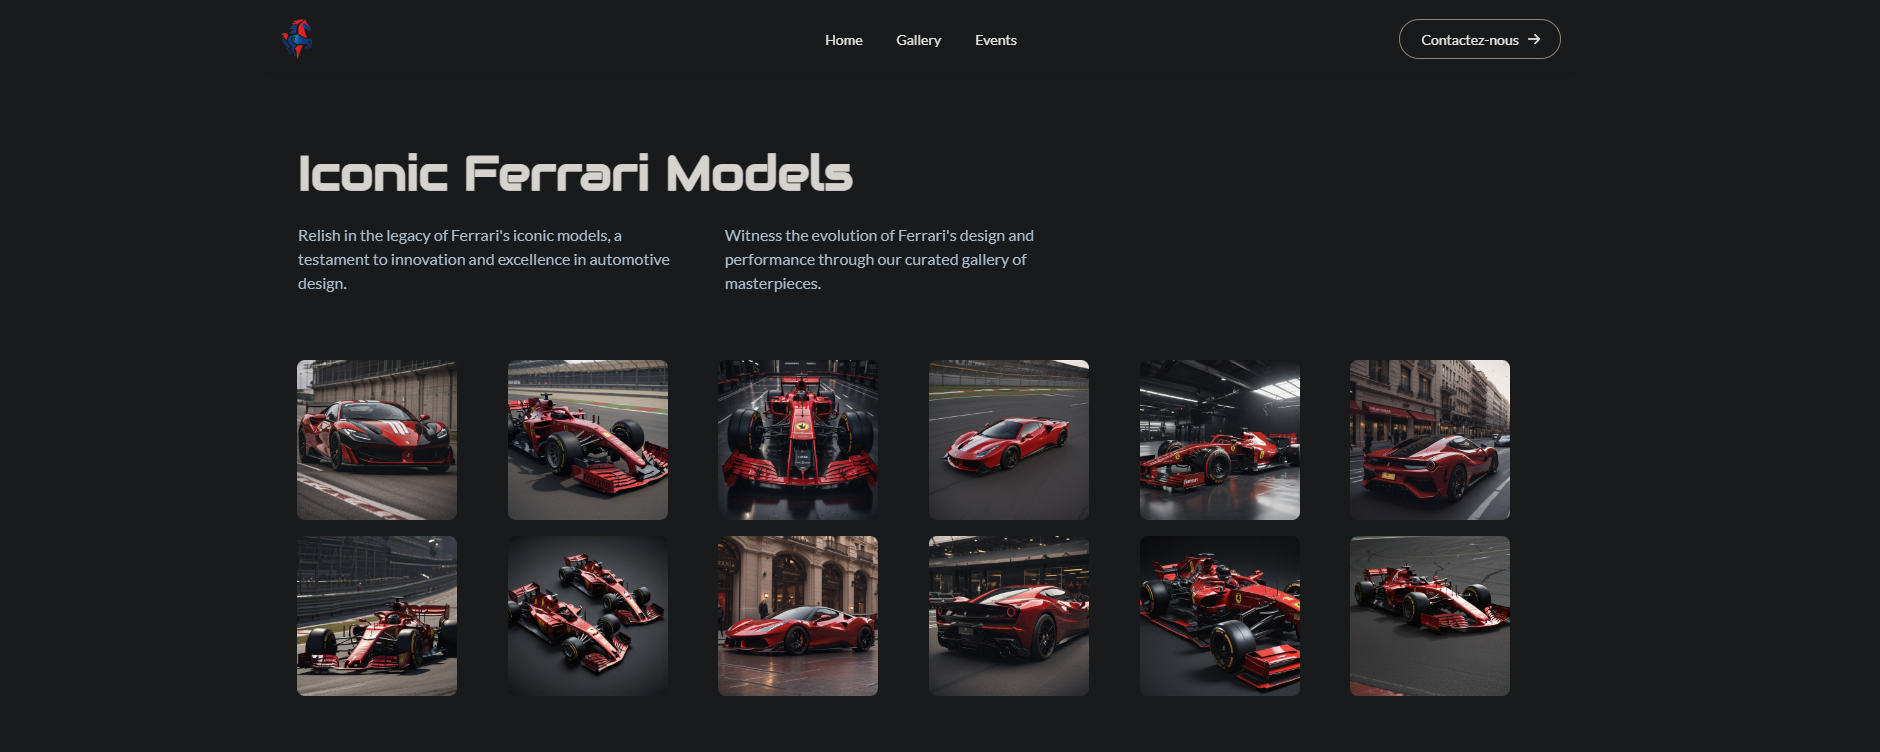 Home Gallery Events Contactez-nous
Iconic Ferrari Models
Relish in the legacy of Ferrari's iconic models, a
testament to innovation and excellence in automotive
design.
Witness the evolution of Ferrari's design and
performance through our curated gallery of
masterpieces.